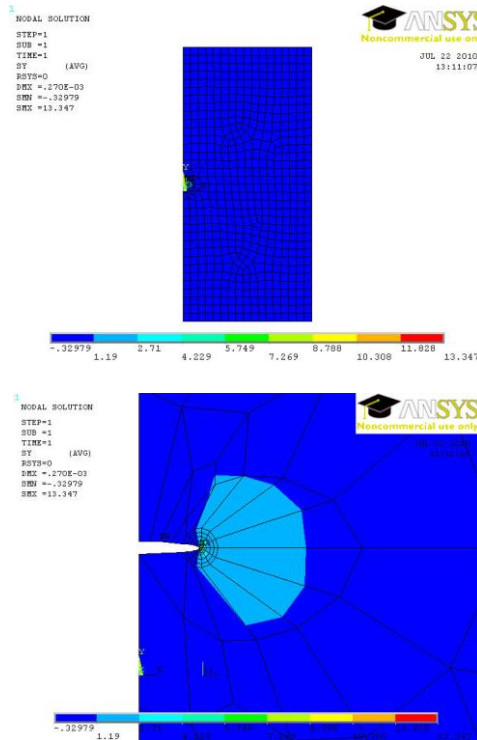 1
NODAL SOLUTION
STEP=1
SUB =1
TIME=1
SY (AVG)
RSYS=0
DMX =.270E-03
SMN =-.32979
SMX =13.347
ANSYS
Noncommercial use only
JUL 22 2010
13:11:07
Y
-.32979 2.71 5.749 8.788 11.828
1.19 4.229 7.269 10.308 13.347
1
NODAL SOLUTION
STEP=1
SUB =1
TIME=1
SY (AVG)
RSYS=0
DMX =.270E-03
SMN =-.32979
SMX =13.347
ANSYS
Noncommercial use only
Y
-.32979
1.19